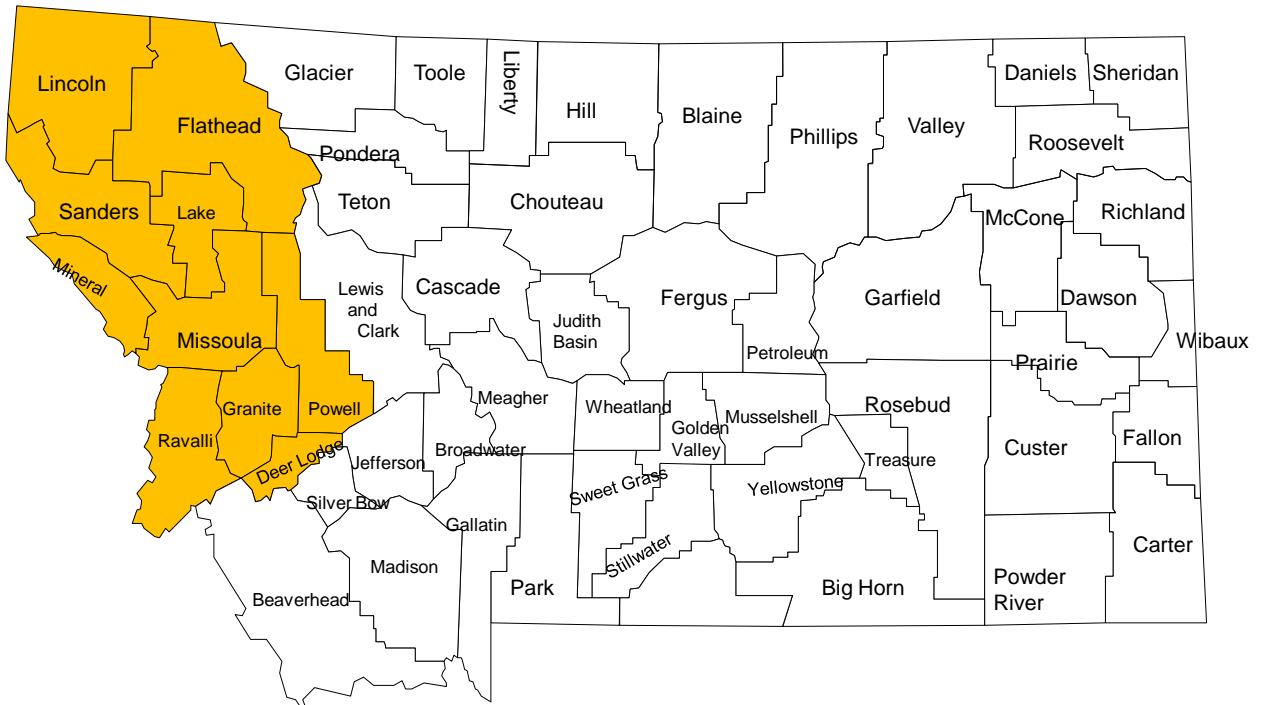 Lincoln
Flathead
Glacier
Toole
Liberty
Hill
Blaine
Phillips
Valley
Daniels
Sheridan
Roosevelt
Pondera
Teton
Chouteau
Sanders
Lake
McCone
Richland
Mineral
Lewis
and
Clark
Cascade
Judith
Basin
Fergus
Petroleum
Garfield
Dawson
Wibaux
Missoula
Prairie
Granite
Powell
Ravalli
Deer Lodge
Meagher
Broadwater
Jefferson
Wheatland
Golden
Valley
Musselshell
Rosebud
Treasure
Custer
Fallon
Silver Bow
Sweet Grass
Yellowstone
Gallatin
Madison
Stillwater
Beaverhead
Park
Big Horn
Powder
River
Carter